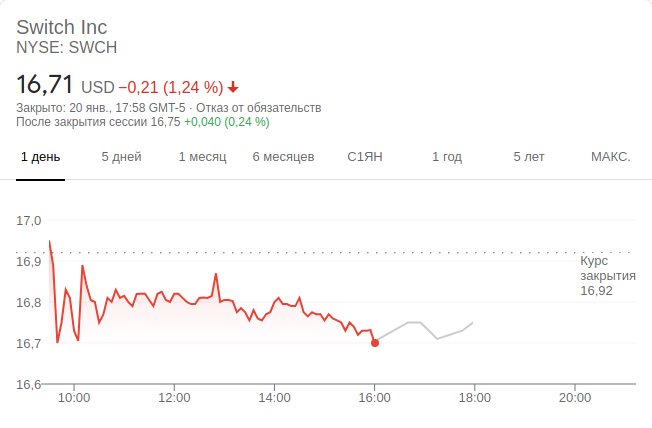 Switch Inc
NYSE: SWCH
16,71 USD −0,21 (1,24 %)
Закрыто: 20 янв., 17:58 GMT-5 · Отказ от обязательств
После закрытия сессии 16,75 +0,040 (0,24 %)
1 день 5 дней 1 месяц 6 месяцев С1ЯН 1 год 5 лет МАКС.
17,0
16,9
16,8
16,7
16,6
Курс
закрытия
16,92
10:00 12:00 14:00 16:00 18:00 20:00